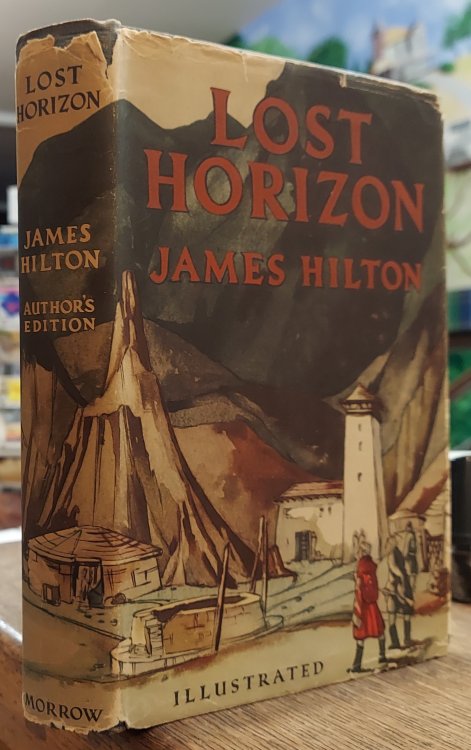 LOST
HORIZON
JAMES
HILTON
AUTHOR'S
EDITION
MORROW
LOST
HORIZON
JAMES HILTON
ILLUSTRATED